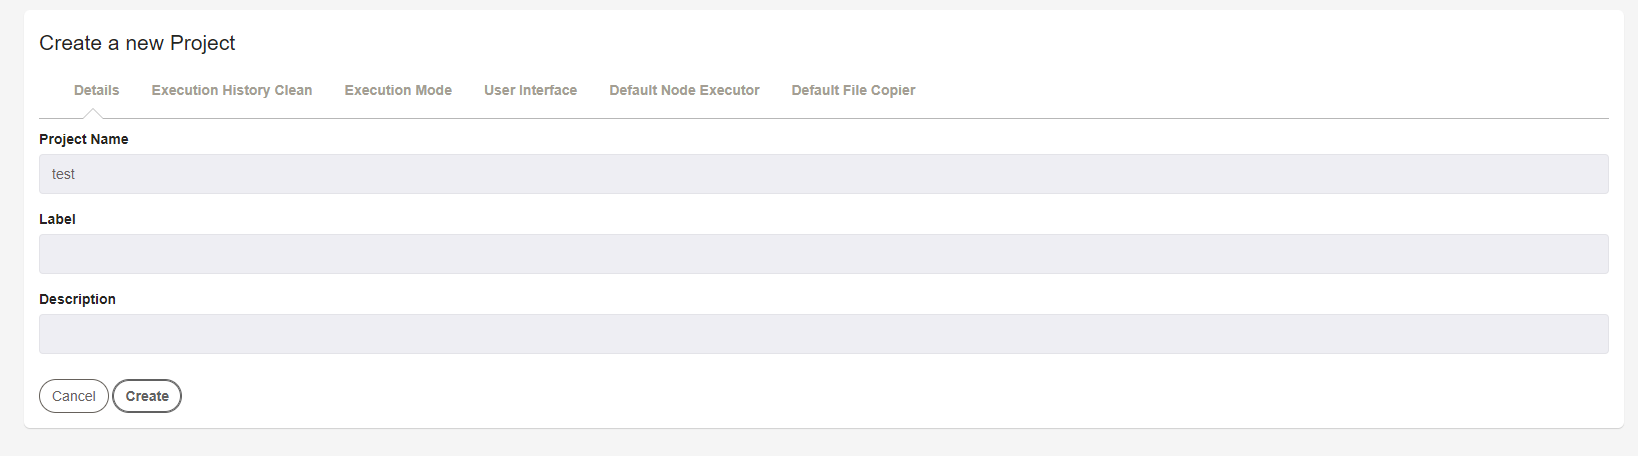 Create a new Project
Details Execution History Clean Execution Mode User Interface Default Node Executor Default File Copier
Project Name
test
Label
Description
Cancel Create